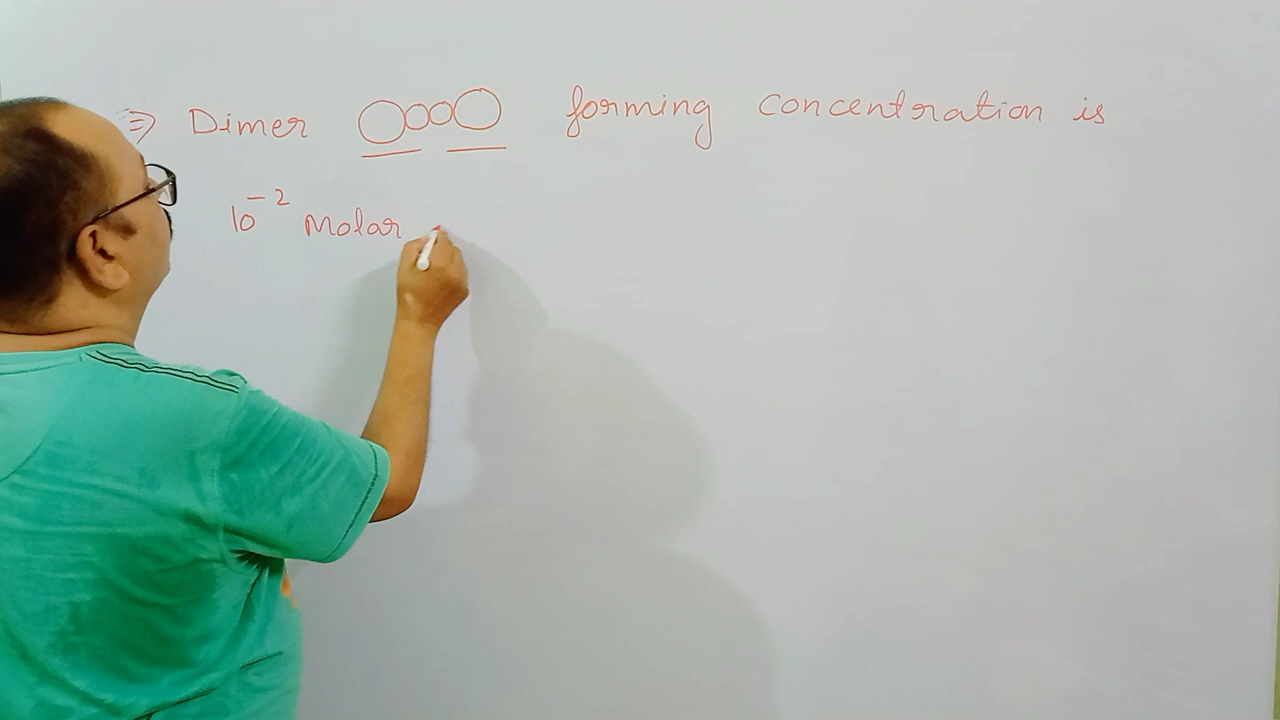 ⇒ Dimer forming concentration is
10⁻² Molar